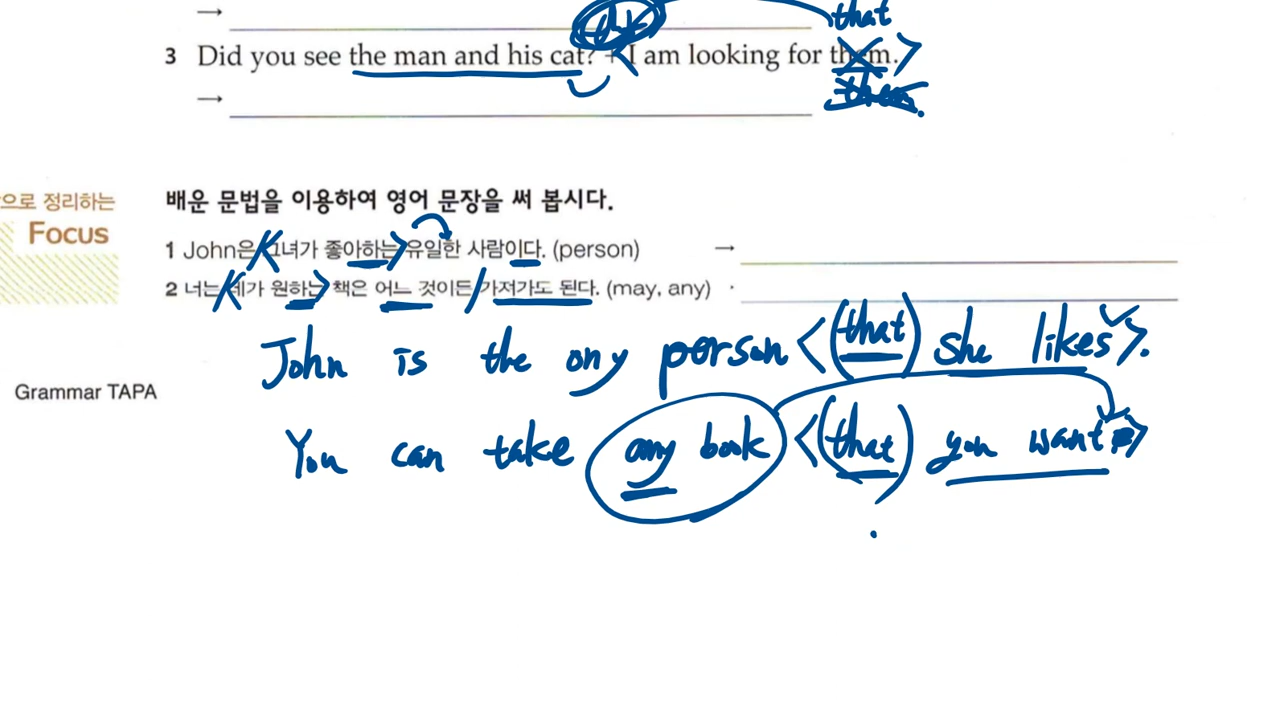 →
that
3 Did you see the man and his cat? + I am looking for them.
them.
→
으로 정리하는
Focus
배운 문법을 이용하여 영어 문장을 써 봅시다.
1 John은 그녀가 좋아하는 유일한 사람이다. (person) →
2 너는 네가 원하는 책은 어느 것이든 가져가도 된다. (may, any)
John is the ony person <(that) she likes>.
Grammar TAPA
You can take any book <(that) you want>
.